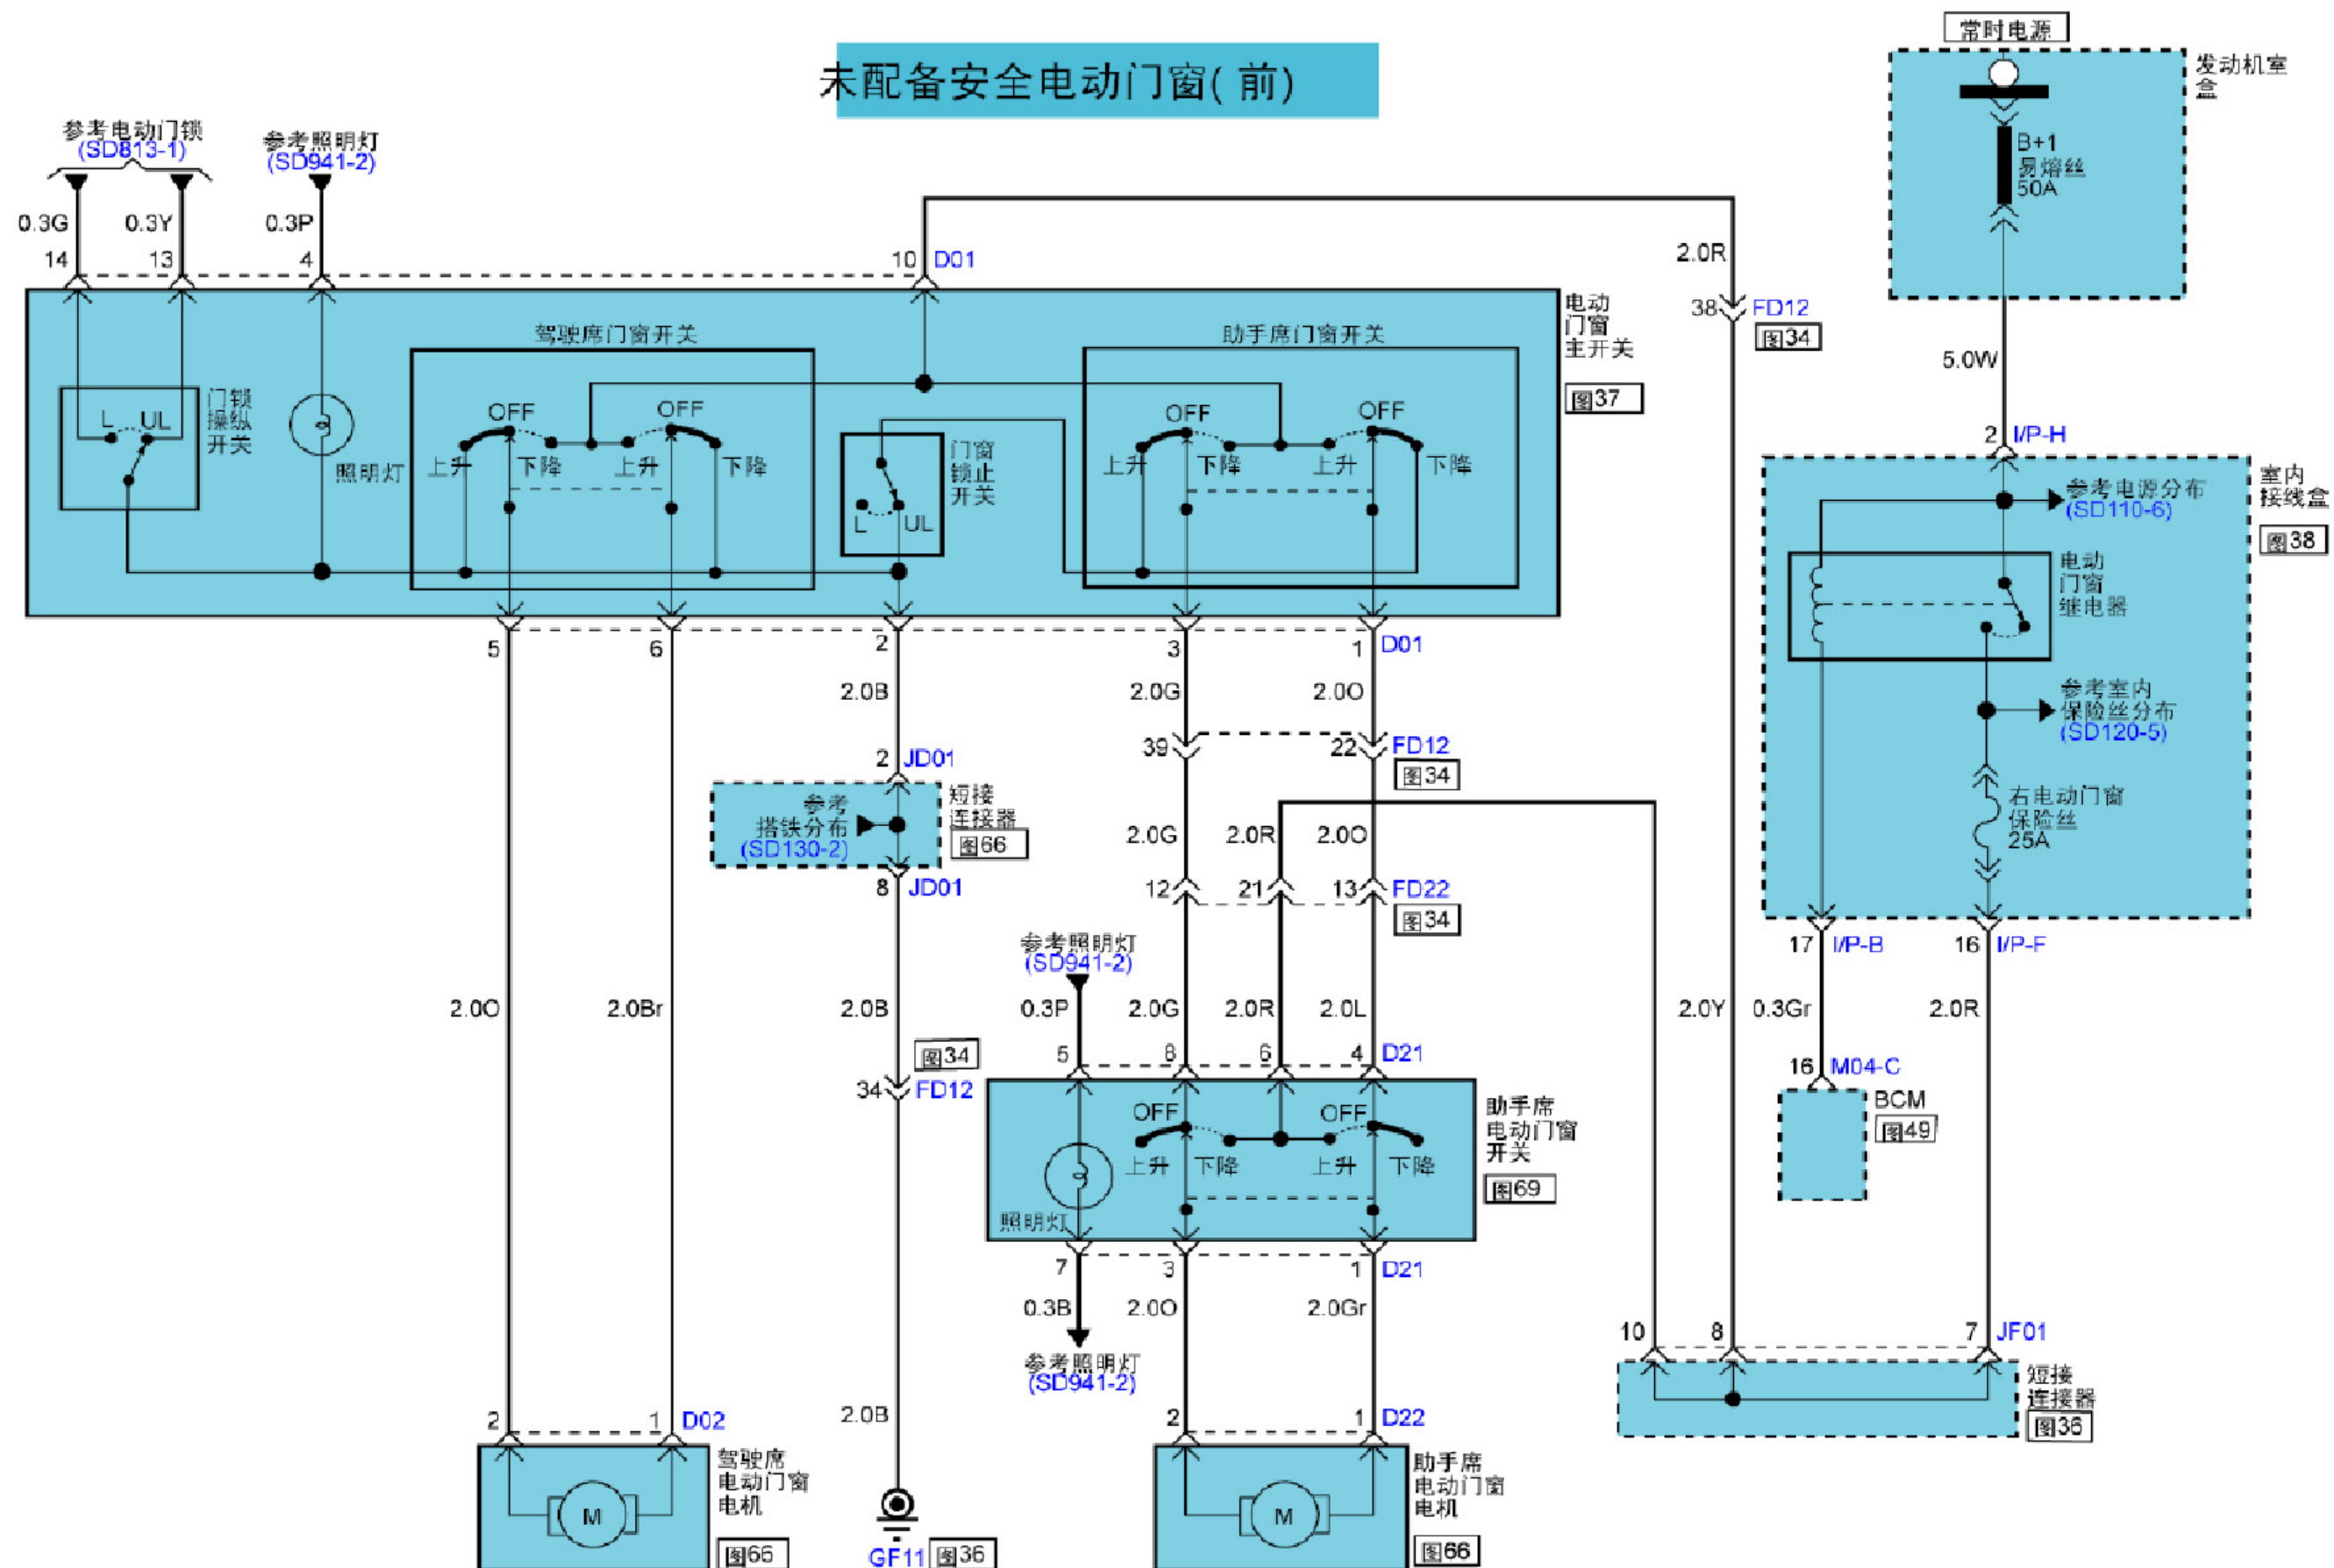 常时电源
未配备安全电动门窗(前)
发动机室
盒
B+1
易熔丝
50A
参考电动门锁
(SD813-1)
参考照明灯
(SD941-2)
0.3G
0.3Y
0.3P
14
13
4
10 D01
2.0R
38 FD12
图34
5.0W
2 I/P-H
电动
门窗
主开关
图37
驾驶席门窗开关
助手席门窗开关
门锁
操纵
开关
L UL
照明灯
OFF
OFF
上升
下降
上升
下降
门窗
锁止
开关
L UL
OFF
OFF
上升
下降
上升
下降
室内
接线盒
图38
参考电源分布
(SD110-6)
电动
门窗
继电器
参考室内
保险丝分布
(SD120-5)
右电动门窗
保险丝
25A
5
6
2
3
1 D01
2.0B
2.0G
2.0O
2 JD01
39
22 FD12
图34
参考
搭铁分布
(SD130-2)
短接
连接器
图66
8 JD01
2.0G
2.0R
2.0O
12
21
13 FD22
图34
17 I/P-B
16 I/P-F
参考照明灯
(SD941-2)
2.0O
2.0Br
2.0B
0.3P
2.0G
2.0R
2.0L
2.0Y
0.3Gr
2.0R
图34
34 FD12
5
8
6
4 D21
16 M04-C
BCM
图49
OFF
OFF
上升
下降
上升
下降
照明灯
助手席
电动门窗
开关
图69
7
3
1 D21
0.3B
2.0O
2.0Gr
参考照明灯
(SD941-2)
10
8
7 JF01
短接
连接器
图36
2
1 D02
2.0B
2
1 D22
M
驾驶席
电动门窗
电机
图66
GF11 图36
M
助手席
电动门窗
电机
图66